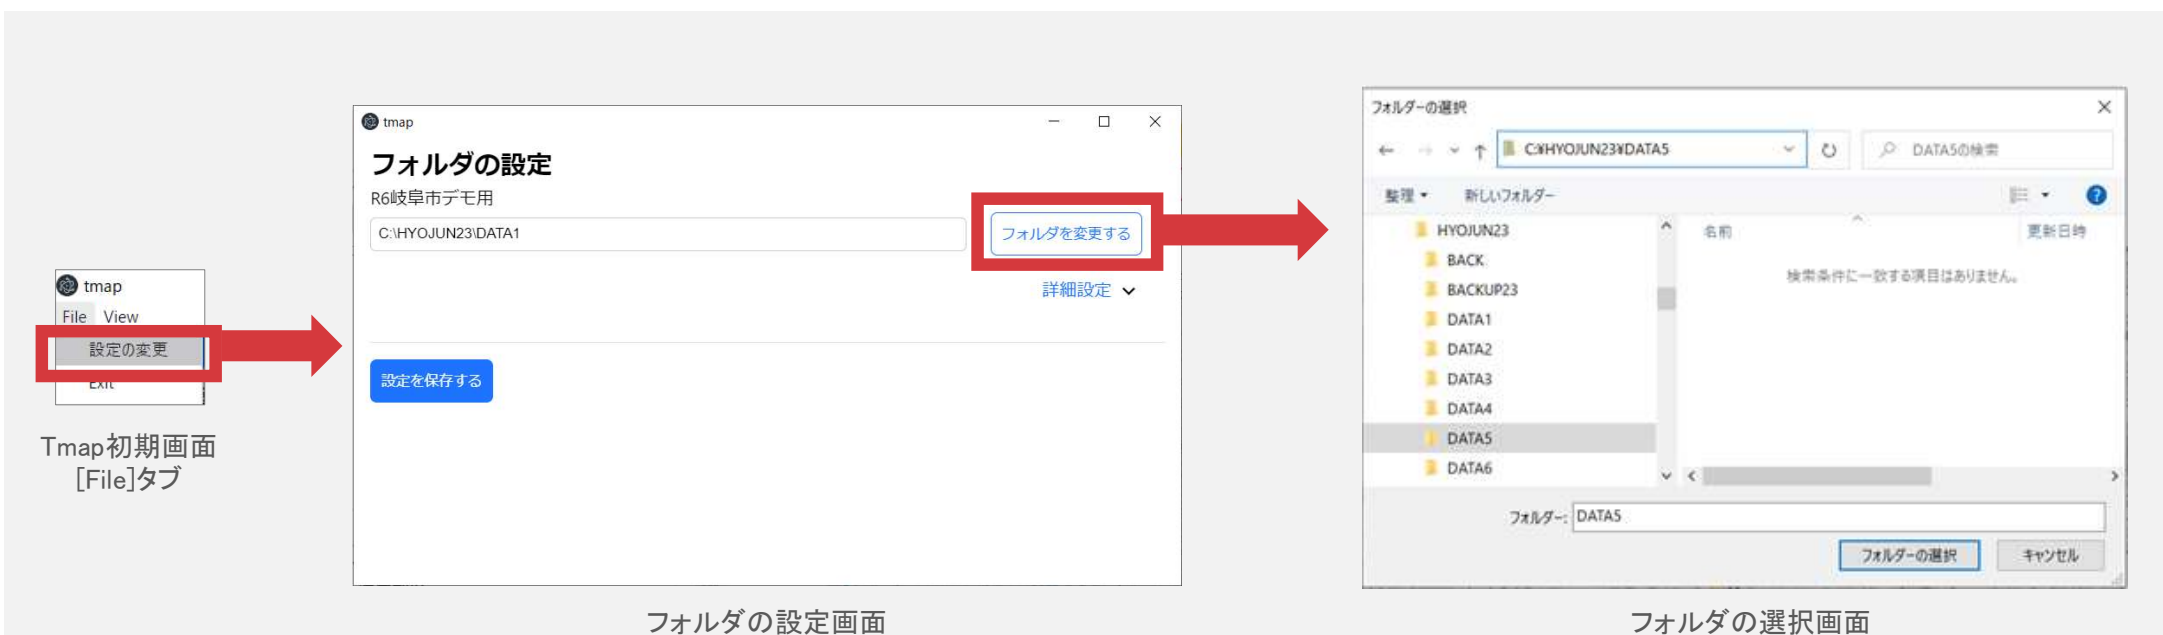 tmap
File View
設定の変更
Exit
Tmap初期画面
[File]タブ
tmap
フォルダの設定
R6岐阜市デモ用
C:\HYOJUN23\DATA1
フォルダを変更する
詳細設定
設定を保存する
フォルダの設定画面
フォルダーの選択
C:¥HYOJUN23¥DATA5
DATA5の検索
整理 新しいフォルダー
HYOJUN23
BACK
BACKUP23
DATA1
DATA2
DATA3
DATA4
DATA5
DATA6
名前 更新日時
検索条件に一致する項目はありません。
フォルダー: DATA5
フォルダーの選択 キャンセル
フォルダの選択画面